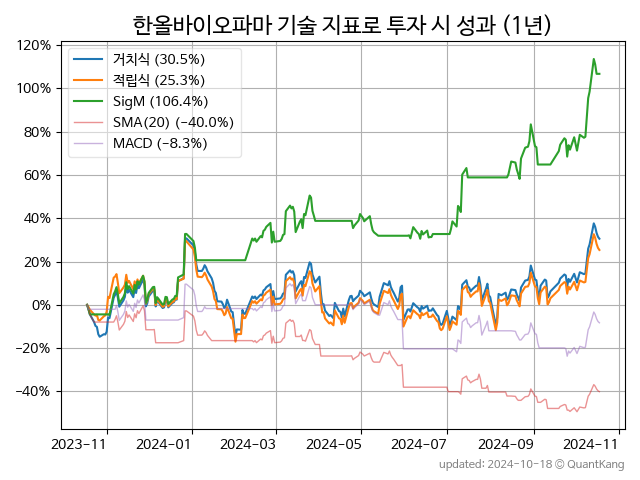 한올바이오파마 기술 지표로 투자 시 성과 (1년)
120%
100%
80%
60%
40%
20%
0%
20%
−40%
거치식 (30.5%)
적립식 (25.3%)
SigM (106.4%)
SMA(20) (−40.0%)
MACD (−8.3%)
2023-11
2024-01
2024-03
2024-05
2024-07
2024-09
2024-11
updated: 2024-10-18 © QuantKang